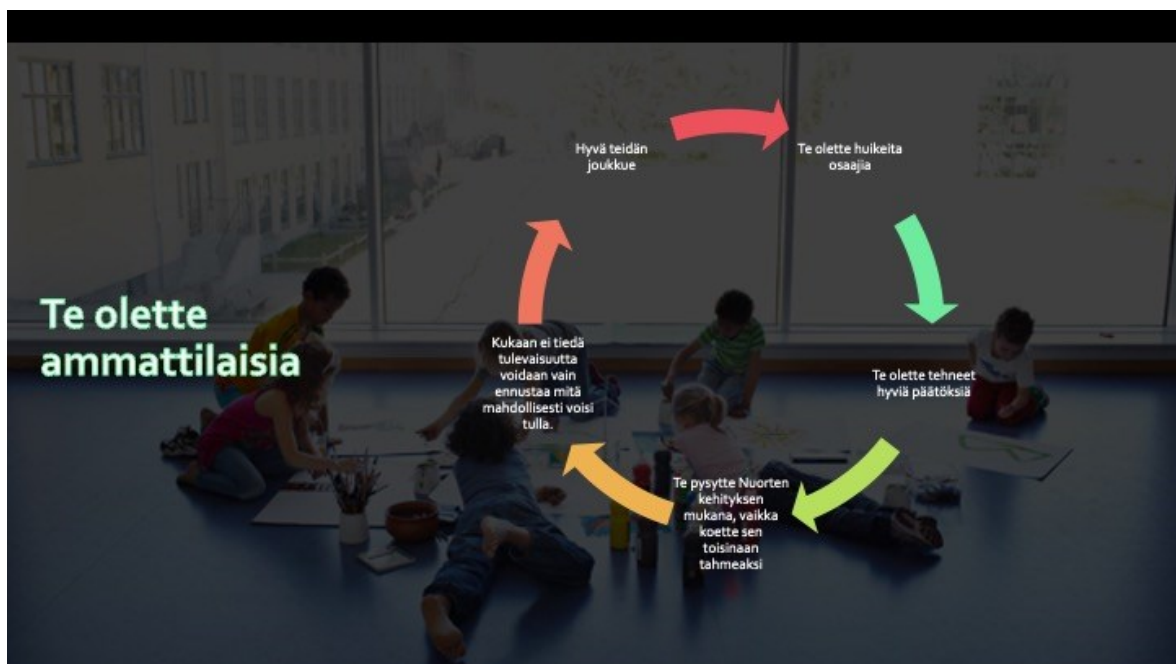 Te olette
ammattilaisia
Hyvä teidän
joukkue
Te olette huikeita
osaajia
Te olette tehneet
hyviä päätöksiä
Te pysytte Nuorten
kehityksen
mukana, vaikka
koette sen
toisinaan
tahmeaksi
Kukaan ei tiedä
tulevaisuutta
voidaan vain
ennustaa mitä
mahdollisesti voisi
tulla.